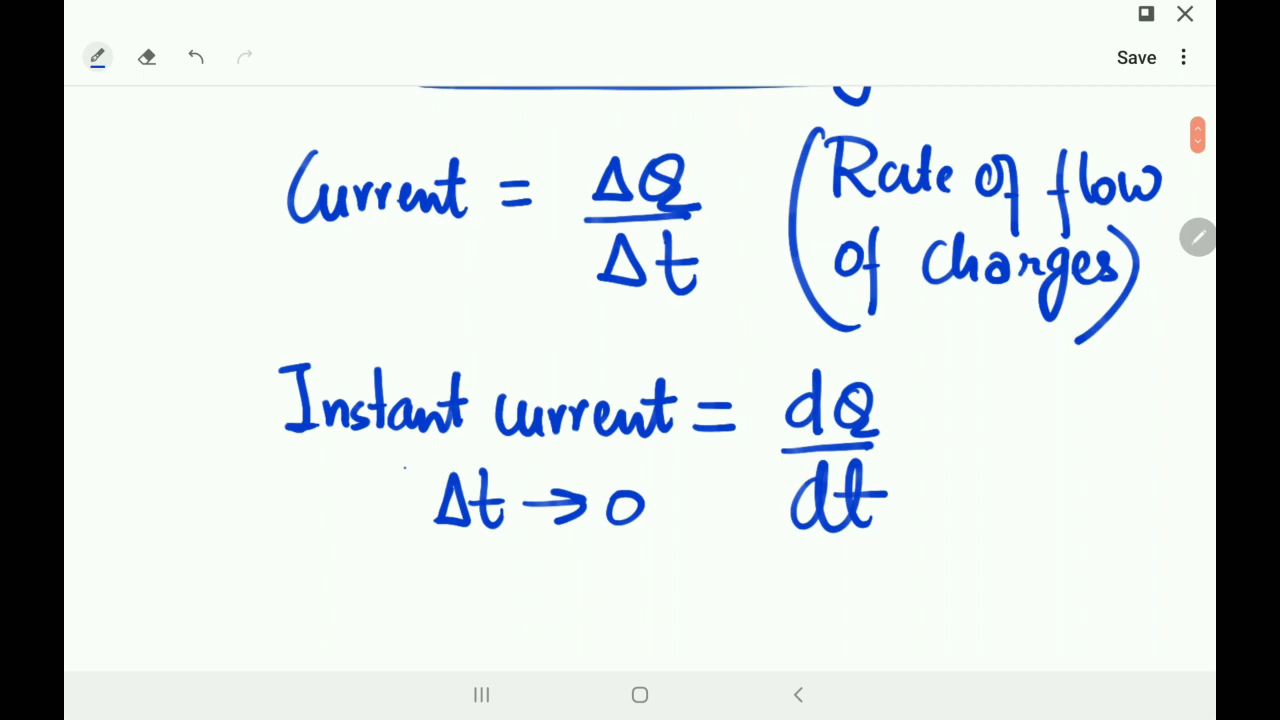 Save
Current = ΔQ/Δt (Rate of flow
of charges)
Instant current = dQ/dt
Δt → 0